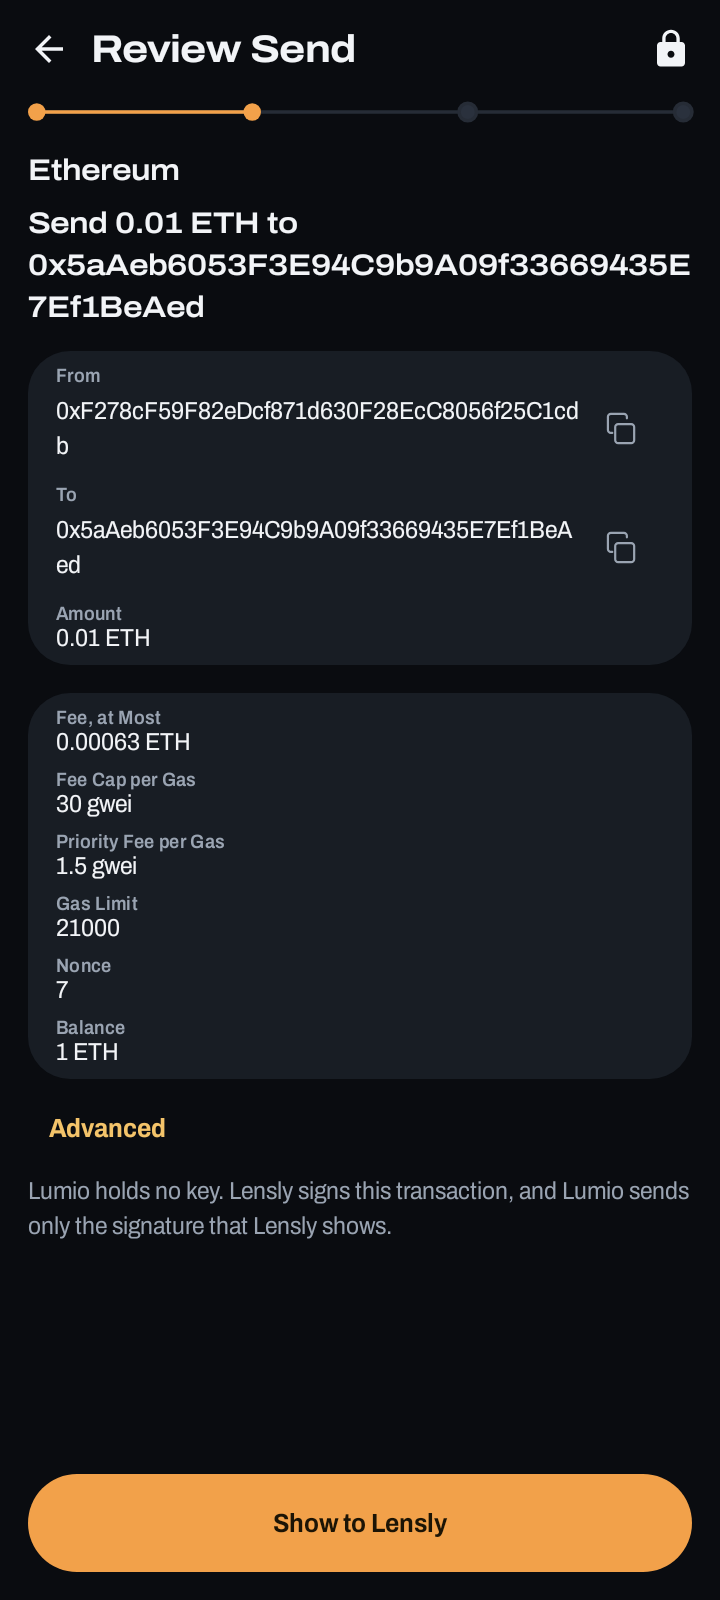 Review Send
Ethereum
Send 0.01 ETH to
0x5aAeb6053F3E94C9b9A09f33669435E
7Ef1BeAed
From
0xF278cF59F82eDcf871d630F28EcC8056f25C1cd
b
To
0x5aAeb6053F3E94C9b9A09f33669435E7Ef1BeA
ed
Amount
0.01 ETH
Fee, at Most
0.00063 ETH
Fee Cap per Gas
30 gwei
Priority Fee per Gas
1.5 gwei
Gas Limit
21000
Nonce
7
Balance
1 ETH
Advanced
Lumio holds no key. Lensly signs this transaction, and Lumio sends
only the signature that Lensly shows.
Show to Lensly